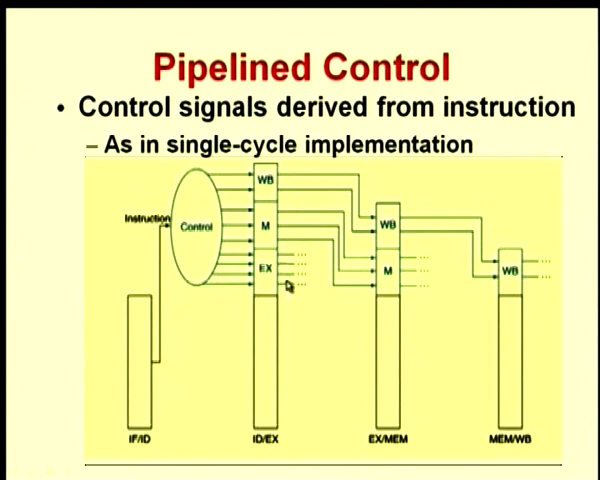 Pipelined Control
• Control signals derived from instruction
– As in single-cycle implementation
WB
Instruction
Control
M
WB
EX
M
WB
IF/ID
ID/EX
EX/MEM
MEM/WB